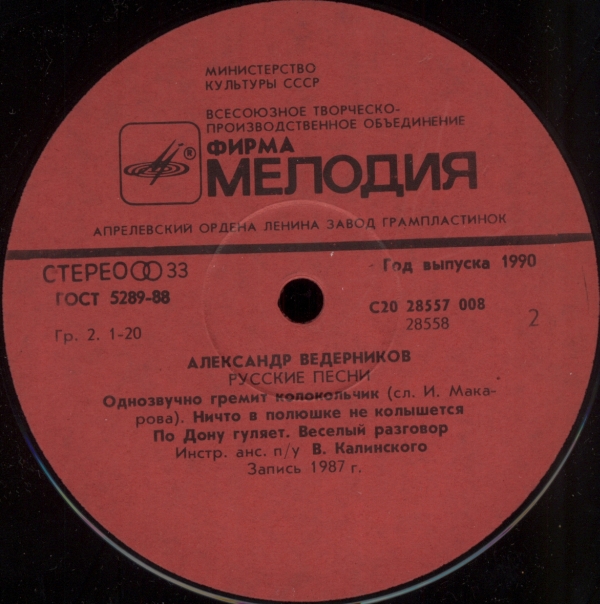 МИНИСТЕРСТВО
КУЛЬТУРЫ СССР
ВСЕСОЮЗНОЕ ТВОРЧЕСКО-
ПРОИЗВОДСТВЕННОЕ ОБЪЕДИНЕНИЕ
®
ФИРМА
МЕЛОДИЯ
АПРЕЛЕВСКИЙ ОРДЕНА ЛЕНИНА ЗАВОД ГРАМПЛАСТИНОК
СТЕРЕО 33
Год выпуска 1990
ГОСТ 5289-88
С20 28557 008
28558
2
Гр. 2. 1-20
АЛЕКСАНДР ВЕДЕРНИКОВ
РУССКИЕ ПЕСНИ
Однозвучно гремит колокольчик (сл. И. Мака-
рова). Ничто в полюшке не колышется
По Дону гуляет. Веселый разговор
Инстр. анс. п/у В. Калинского
Запись 1987 г.